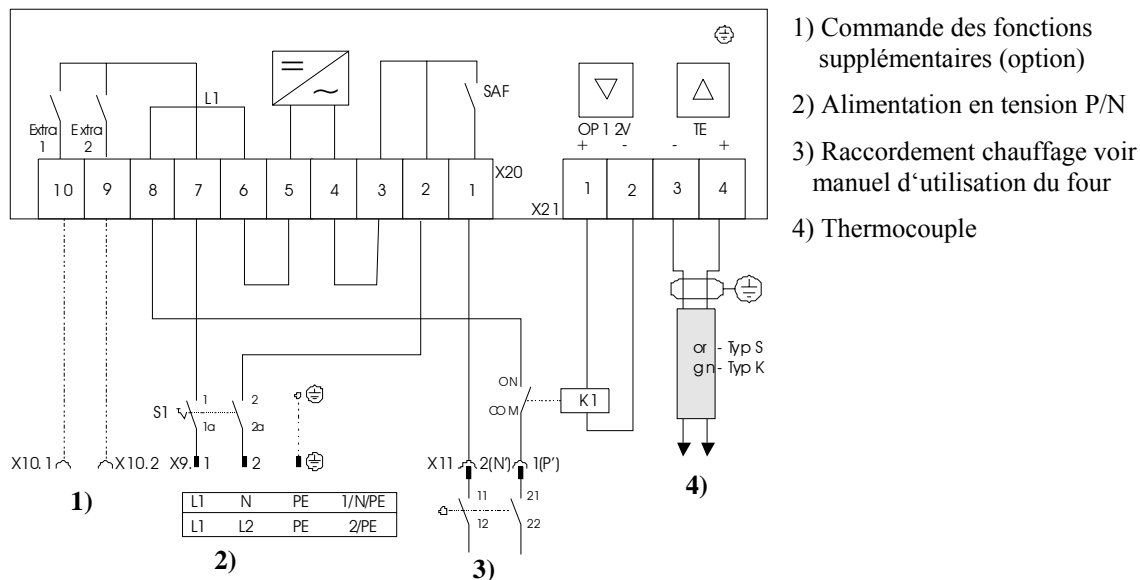 1) Commande des fonctions
supplémentaires (option)
2) Alimentation en tension P/N
3) Raccordement chauffage voir
manuel d‘utilisation du four
4) Thermocouple
L1
SAF
Extra
1
Extra
2
OP1 2V
TE
+ - - +
10 9 8 7 6 5 4 3 2 1
X20
X21
1 2 3 4
or - Typ S
gn - Typ K
ON
COM
K1
S1
1
1a
2
2a
X10.1
X10.2
X9.
1
2
X11
2(N')
1(P')
11
12
21
22
1)
L1 N PE 1/N/PE
L1 L2 PE 2/PE
2)
3)
4)